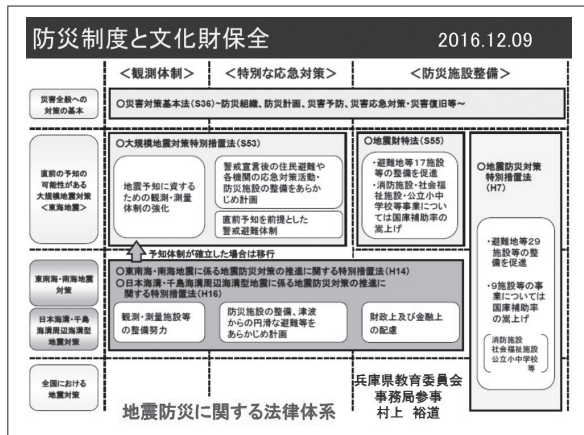 防災制度と文化財保全
2016.12.09
＜観測体制＞
＜特別な応急対策＞
＜防災施設整備＞
災害全般への
対策の基本
○災害対策基本法(S36)~防災組織、防災計画、災害予防、災害応急対策・災害復旧等~
直前の予知の
可能性がある
大規模地震対策
＜東海地震＞
○大規模地震対策特別措置法(S53)
地震予知に資する
ための観測・測量
体制の強化
警戒宣言後の住民避難や
各機関の応急対策活動・
防災施設の整備をあらか
じめ計画
直前予知を前提とした
警戒避難体制
○地震財特法(S55)
・避難地等17施設
等の整備を促進
・消防施設・社会福
祉施設・公立小中学
校等事業について
は国庫補助率の
嵩上げ
○地震防災対策
特別措置法
(H7)
・避難地等29
施設等の整
備を促進
・9施設等の事
業については
国庫補助率の
嵩上げ
消防施設
社会福祉施設
公立小中学校
等
予知体制が確立した場合は移行
東南海・南海地震
対策
日本海溝・千島
海溝周辺海溝型
地震対策
○東南海・南海地震に係る地震防災対策の推進に関する特別措置法(H14)
○日本海溝・千島海溝周辺海溝型地震に係る地震防災対策の推進に
関する特別措置法(H16)
観測・測量施設等
の整備努力
防災施設の整備、津波
からの円滑な避難等を
あらかじめ計画
財政上及び金融上
の配慮
全国における
地震対策
地震防災に関する法律体系
兵庫県教育委員会
事務局参事
村上 裕道